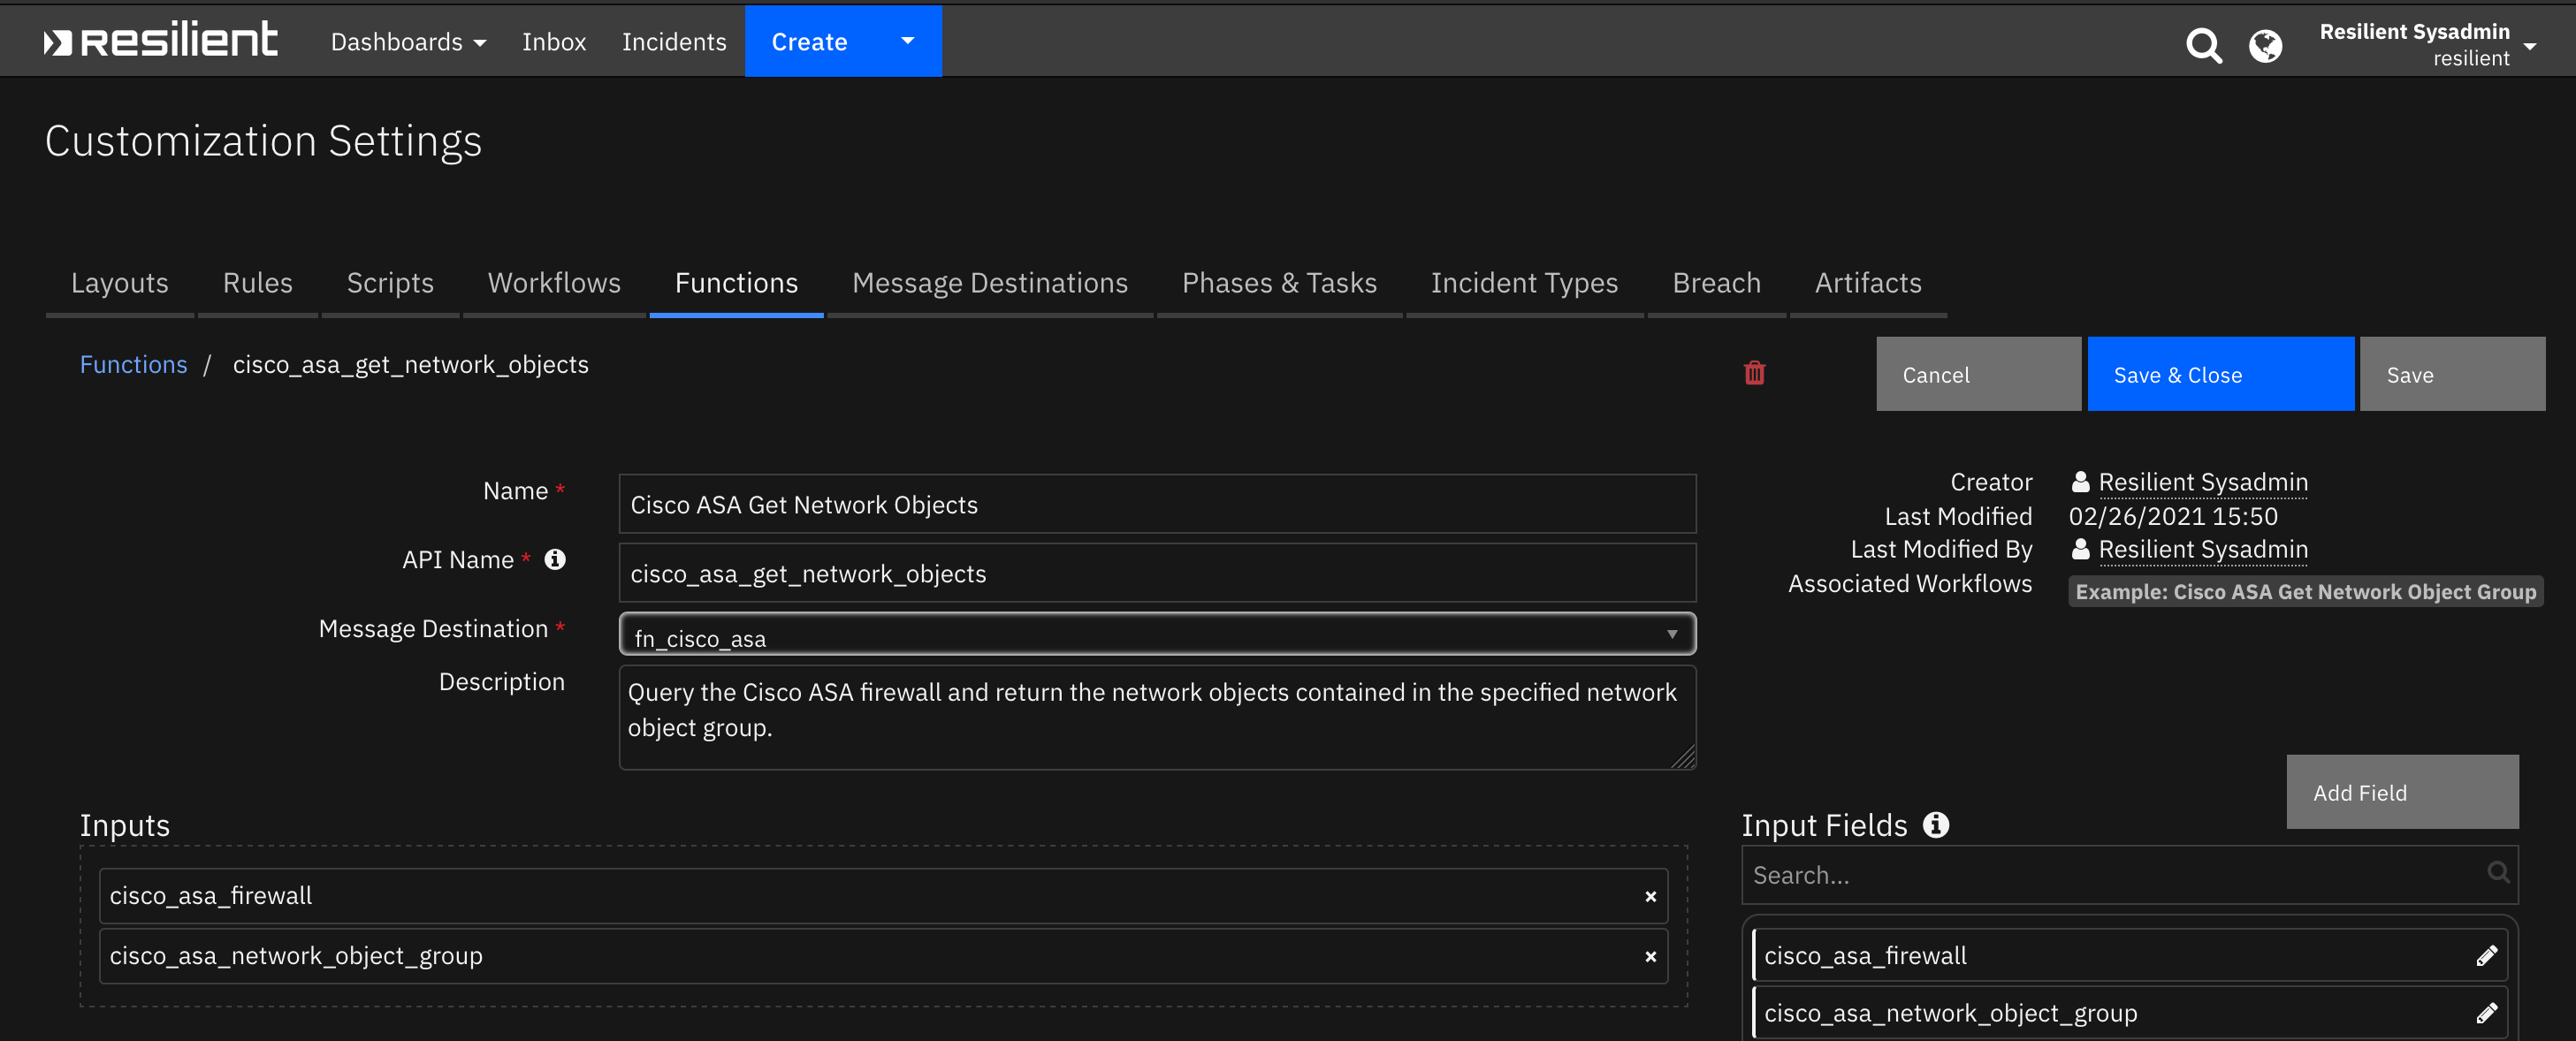 resilient Dashboards Inbox Incidents Create Resilient Sysadmin
resilient
Customization Settings
Layouts Rules Scripts Workflows Functions Message Destinations Phases & Tasks Incident Types Breach Artifacts
Functions / cisco_asa_get_network_objects Cancel Save & Close Save
Name * Cisco ASA Get Network Objects
API Name * cisco_asa_get_network_objects
Message Destination * fn_cisco_asa
Description Query the Cisco ASA firewall and return the network objects contained in the specified network
object group.
Creator Resilient Sysadmin
Last Modified 02/26/2021 15:50
Last Modified By Resilient Sysadmin
Associated Workflows Example: Cisco ASA Get Network Object Group
Add Field
Inputs
cisco_asa_firewall ×
cisco_asa_network_object_group ×
Input Fields
Search...
cisco_asa_firewall
cisco_asa_network_object_group